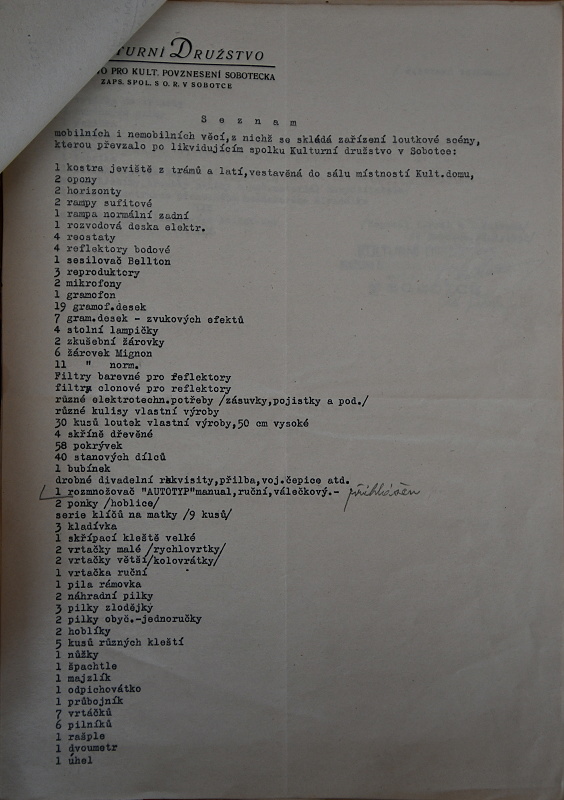 TURNÍ DRUŽSTVO
O PRO KULT. POVZNESENÍ SOBOTECKA
ZAPS. SPOL. S O. R. V SOBOTCE
S e z n a m
mobilních i nemobilních věcí,z nichž se skládá zařízení loutkové scény,
kterou převzalo po likvidujícím spolku Kulturní družstvo v Sobotce:
1 kostra jeviště z trámů a latí,vestavěná do sálu místností Kult.domu,
2 opony
2 horizonty
2 rampy sufitové
1 rampa normální zadní
1 rozvodová deska elektr.
4 reostaty
4 reflektory bodové
1 sesilovač Bellton
3 reproduktory
2 mikrofony
1 gramofon
19 gramof.desek
7 gram.desek - zvukových efektů
4 stolní lampičky
2 zkušební žárovky
6 žárovek Mignon
11 " norm.
Filtry barevné pro reflektory
filtry clonové pro reflektory
různé elektrotechn.potřeby /zásuvky,pojistky a pod./
různé kulisy vlastní výroby
30 kusů loutek vlastní výroby,50 cm vysoké
4 skříně dřevěné
58 pokrývek
40 stanových dílců
1 bubínek
drobné divadelní rekvisity,přilba,voj.čepice atd.
1 rozmnožovač "AUTOTYP"manual,ruční,válečkový.-
2 ponky /hoblice/
serie klíčů na matky /9 kusů/
3 kladívka
1 skřípací kleště velké
2 vrtačky malé /rychlovrtky/
2 vrtačky větší/kolovrátky/
1 vrtačka ruční
1 pila rámovka
2 náhradní pilky
3 pilky zlodějky
2 pilky obyč.-jednoručky
2 hoblíky
5 kusů různých kleští
1 nůžky
1 špachtle
1 majzlík
1 odpichovátko
1 průbojník
7 vrtáčků
6 pilníků
1 rašple
1 dvoumetr
1 úhel